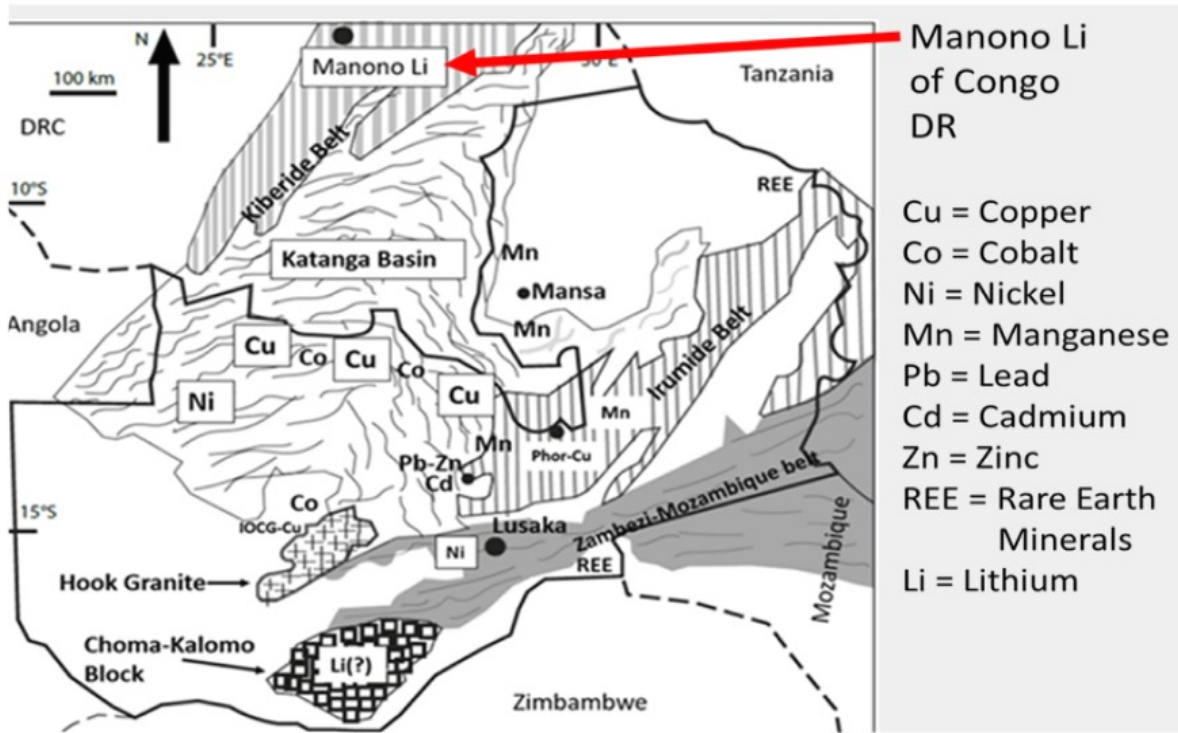 N
25°E
100 km
DRC
Manono Li
30°E
Tanzania
Manono Li
of Congo
DR
Kiberide Belt
10°S
REE
Katanga Basin
Mn
Mansa
Mn
Angola
Cu
Co
Cu
Co
Cu
Ni
Irumide Belt
Mn
Mn
Phor-Cu
Pb-Zn
Cd
Co
15°S
IOCG-Cu
Lusaka
Ni
Zambezi-Mozambique belt
REE
Mozambique
Hook Granite
Choma-Kalomo
Block
Li(?)
Zimbambwe
Cu = Copper
Co = Cobalt
Ni = Nickel
Mn = Manganese
Pb = Lead
Cd = Cadmium
Zn = Zinc
REE = Rare Earth
Minerals
Li = Lithium